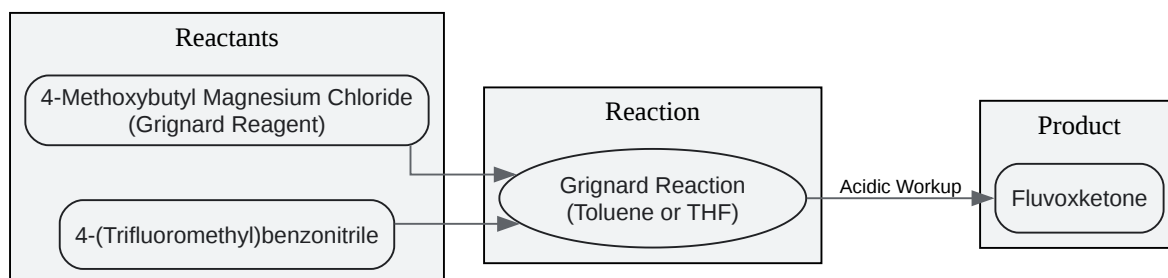 Reactants
4-Methoxybutyl Magnesium Chloride
(Grignard Reagent)
4-(Trifluoromethyl)benzonitrile
Reaction
Grignard Reaction
(Toluene or THF)
Acidic Workup
Product
Fluvoxketone